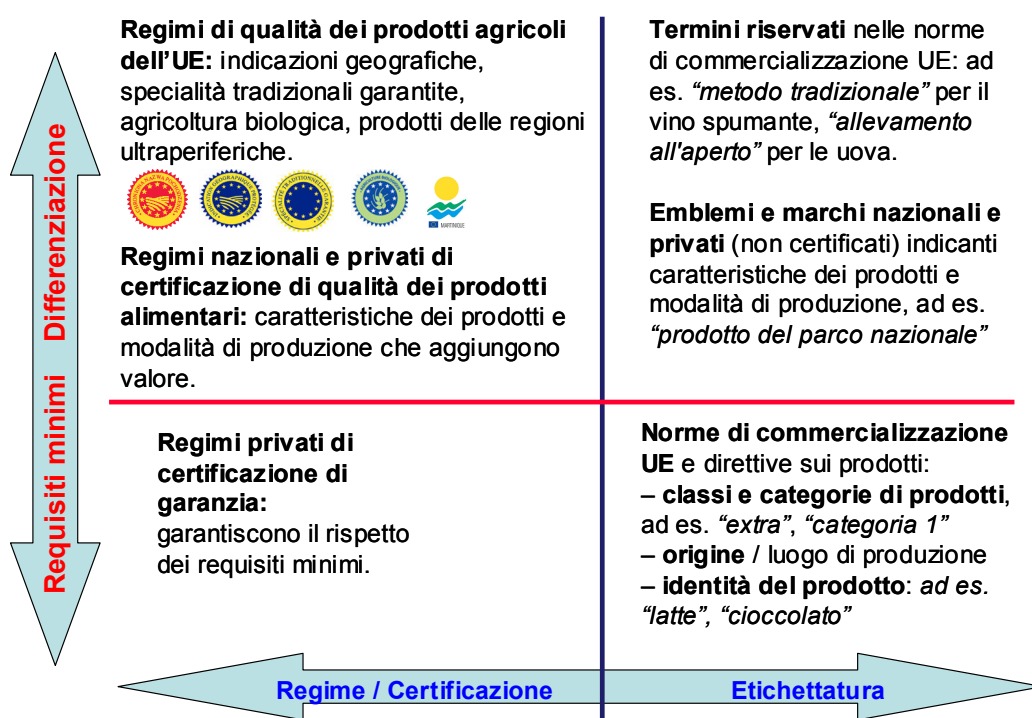 Regimi di qualità dei prodotti agricoli
dell'UE: indicazioni geografiche,
specialità tradizionali garantite,
agricoltura biologica, prodotti delle regioni
ultraperiferiche.
MARTINIQUE
Regimi nazionali e privati di
certificazione di qualità dei prodotti
alimentari: caratteristiche dei prodotti e
modalità di produzione che aggiungono
valore.
Termini riservati nelle norme
di commercializzazione UE: ad
es. “metodo tradizionale” per il
vino spumante, “allevamento
all'aperto” per le uova.
Emblemi e marchi nazionali e
privati (non certificati) indicanti
caratteristiche dei prodotti e
modalità di produzione, ad es.
“prodotto del parco nazionale”
Regimi privati di
certificazione di
garanzia:
garantiscono il rispetto
dei requisiti minimi.
Norme di commercializzazione
UE e direttive sui prodotti:
– classi e categorie di prodotti,
ad es. “extra”, “categoria 1”
– origine / luogo di produzione
– identità del prodotto: ad es.
“latte”, “cioccolato”
Requisiti minimi Differenziazione
Regime / Certificazione
Etichettatura